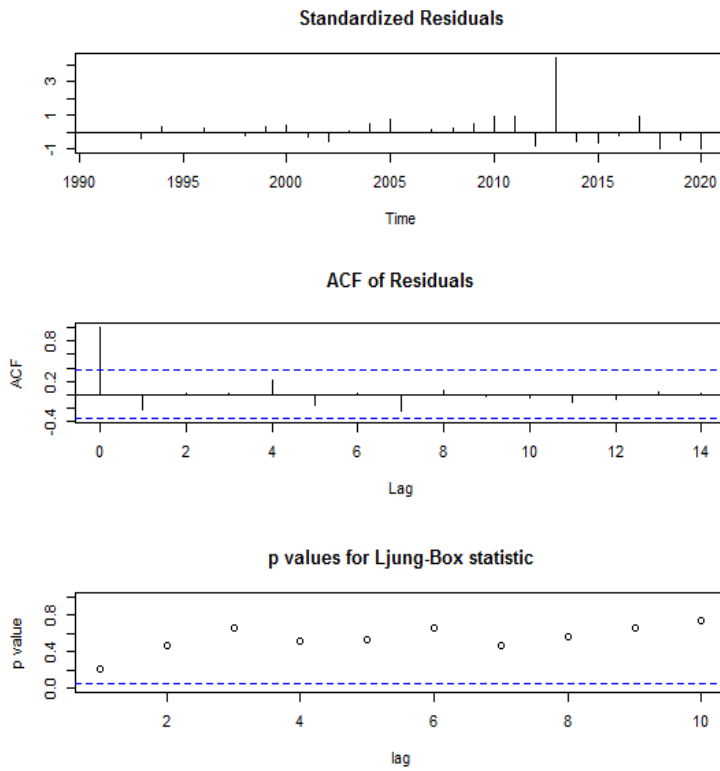 Standardized Residuals
3
1
-1
1990 1995 2000 2005 2010 2015 2020
Time
ACF of Residuals
ACF
0.8
0.2
-0.4
0 2 4 6 8 10 12 14
Lag
p values for Ljung-Box statistic
p value
0.8
0.4
0.0
2 4 6 8 10
lag